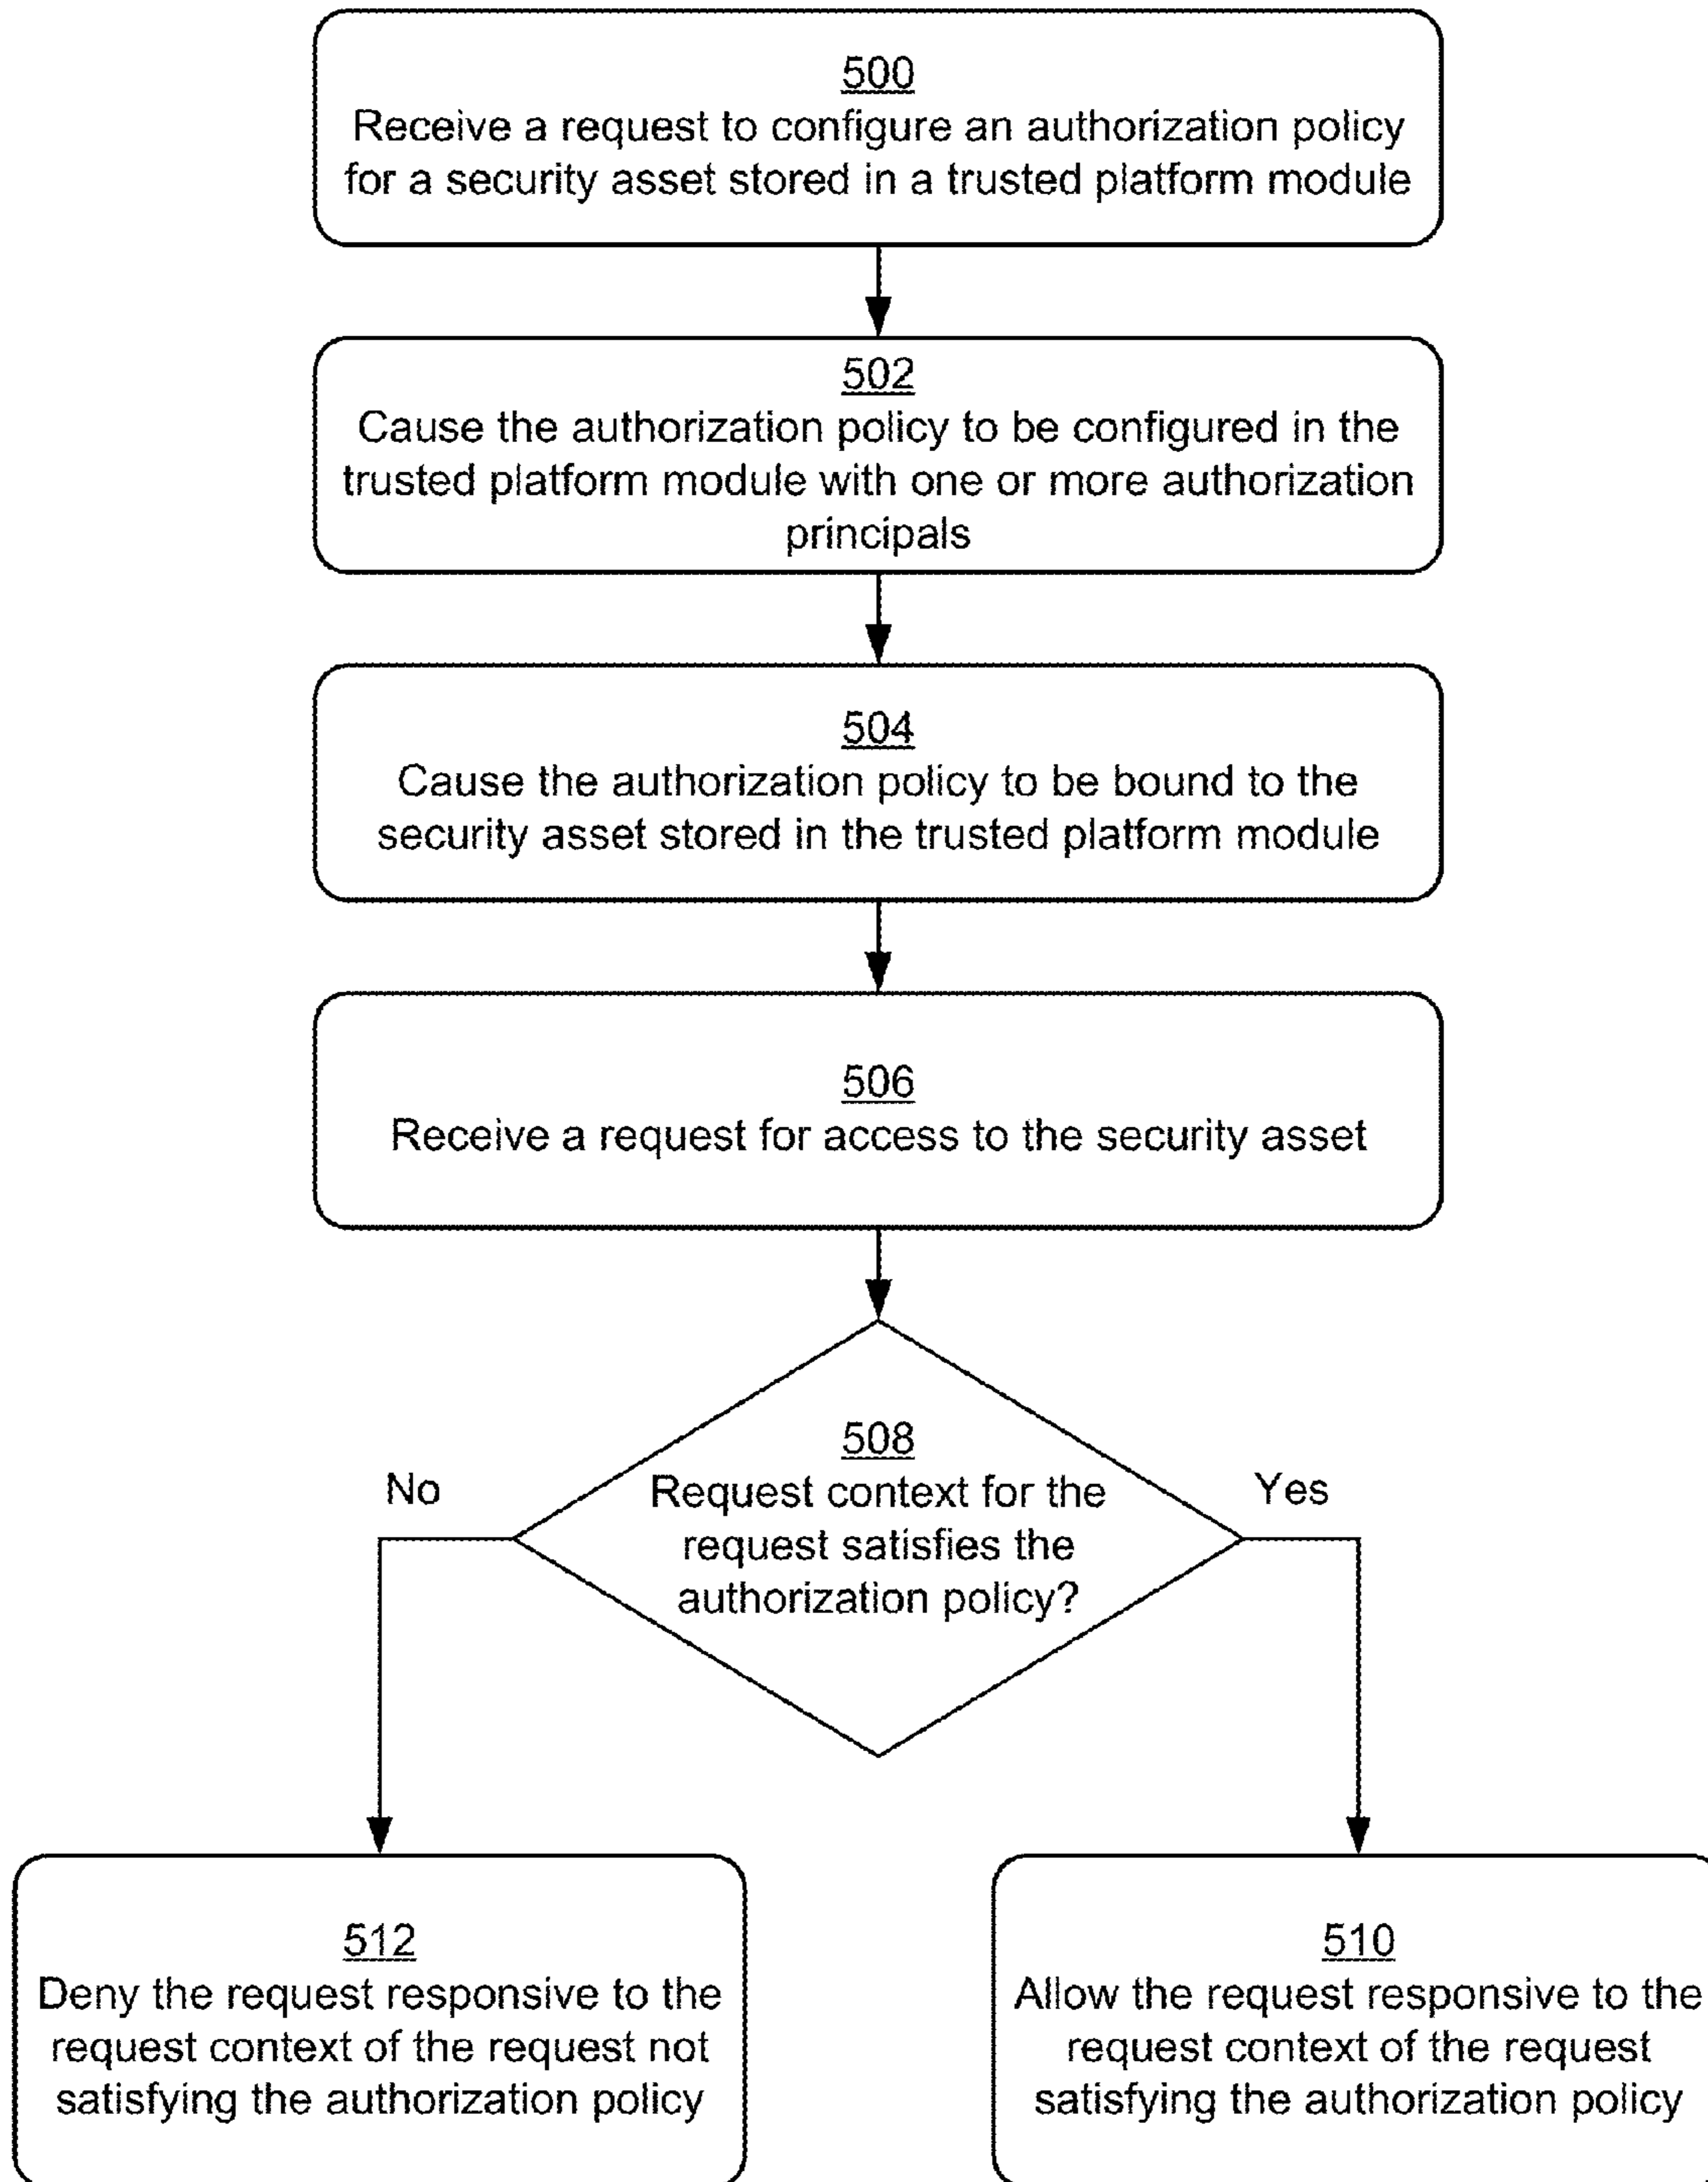 500
Receive a request to configure an authorization policy
for a security asset stored in a trusted platform module
502
Cause the authorization policy to be configured in the
trusted platform module with one or more authorization
principals
504
Cause the authorization policy to be bound to the
security asset stored in the trusted platform module
506
Receive a request for access to the security asset
508
Request context for the
request satisfies the
authorization policy?
No
Yes
512
Deny the request responsive to the
request context of the request not
satisfying the authorization policy
510
Allow the request responsive to the
request context of the request
satisfying the authorization policy